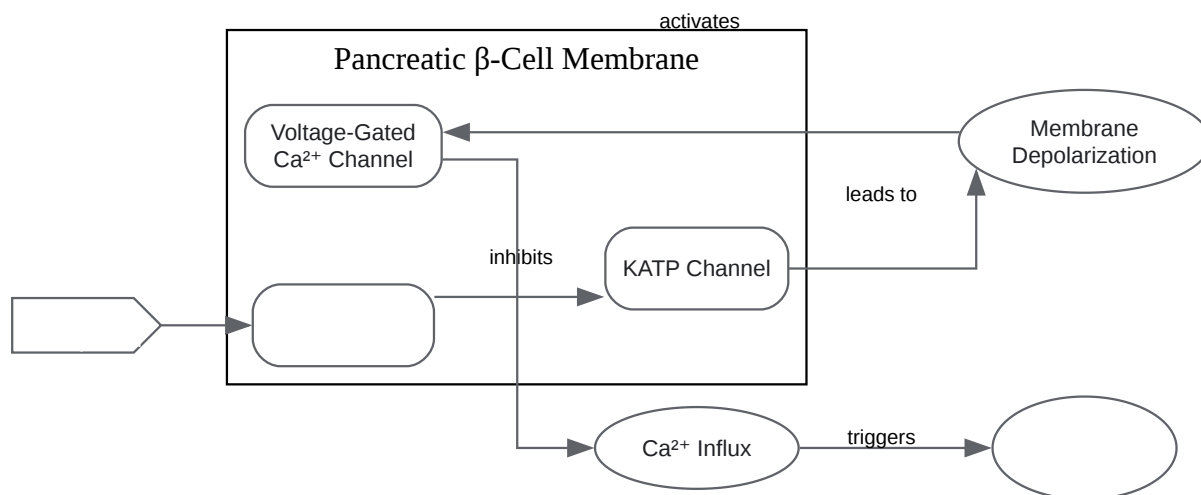 activates
Pancreatic β-Cell Membrane
Voltage-Gated
Ca²⁺ Channel
Membrane
Depolarization
leads to
inhibits
KATP Channel
Ca²⁺ Influx
triggers